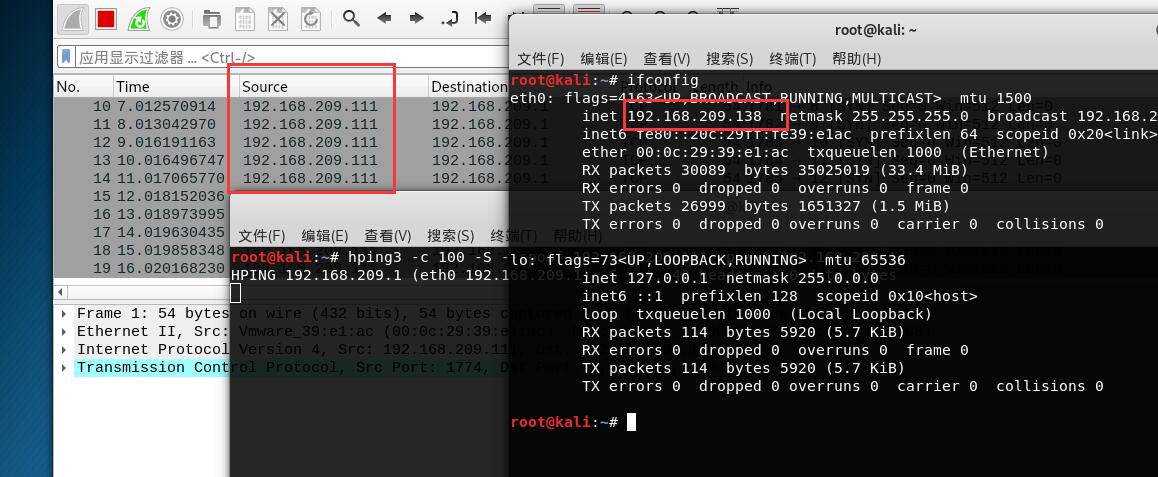 应用显示过滤器 … <Ctrl-/>
No. Time Source Destination
10 7.012570914 192.168.209.111 192.168.209.1
11 8.013042970 192.168.209.111 192.168.209.1
12 9.016191163 192.168.209.111 192.168.209.1
13 10.016496747 192.168.209.111 192.168.209.1
14 11.017065770 192.168.209.111 192.168.209.1
15 12.018152036
16 13.018973995
17 14.019630435
18 15.019858348
19 16.020168230
Frame 1: 54 bytes on wire (432 bits), 54 bytes
Ethernet II, Src: Vmware_39:e1:ac (00:0c:29:39:e1:ac)
Internet Protocol Version 4, Src: 192.168.209.111, Dst:
Transmission Control Protocol, Src Port: 1774, Dst Port
文件(F) 编辑(E) 查看(V) 搜索(S) 终端(T) 帮助(H)
root@kali:~# hping3 -c 100 -S
HPING 192.168.209.1 (eth0 192.168.209.
root@kali: ~
文件(F) 编辑(E) 查看(V) 搜索(S) 终端(T) 帮助(H)
root@kali:~# ifconfig
eth0: flags=4163<UP,BROADCAST,RUNNING,MULTICAST> mtu 1500
inet 192.168.209.138 netmask 255.255.255.0 broadcast 192.168.2
inet6 fe80::20c:29ff:fe39:e1ac prefixlen 64 scopeid 0x20<link>
ether 00:0c:29:39:e1:ac txqueuelen 1000 (Ethernet)
RX packets 30089 bytes 35025019 (33.4 MiB)
RX errors 0 dropped 0 overruns 0 frame 0
TX packets 26999 bytes 1651327 (1.5 MiB)
TX errors 0 dropped 0 overruns 0 carrier 0 collisions 0
lo: flags=73<UP,LOOPBACK,RUNNING> mtu 65536
inet 127.0.0.1 netmask 255.0.0.0
inet6 ::1 prefixlen 128 scopeid 0x10<host>
loop txqueuelen 1000 (Local Loopback)
RX packets 114 bytes 5920 (5.7 KiB)
RX errors 0 dropped 0 overruns 0 frame 0
TX packets 114 bytes 5920 (5.7 KiB)
TX errors 0 dropped 0 overruns 0 carrier 0 collisions 0
root@kali:~#